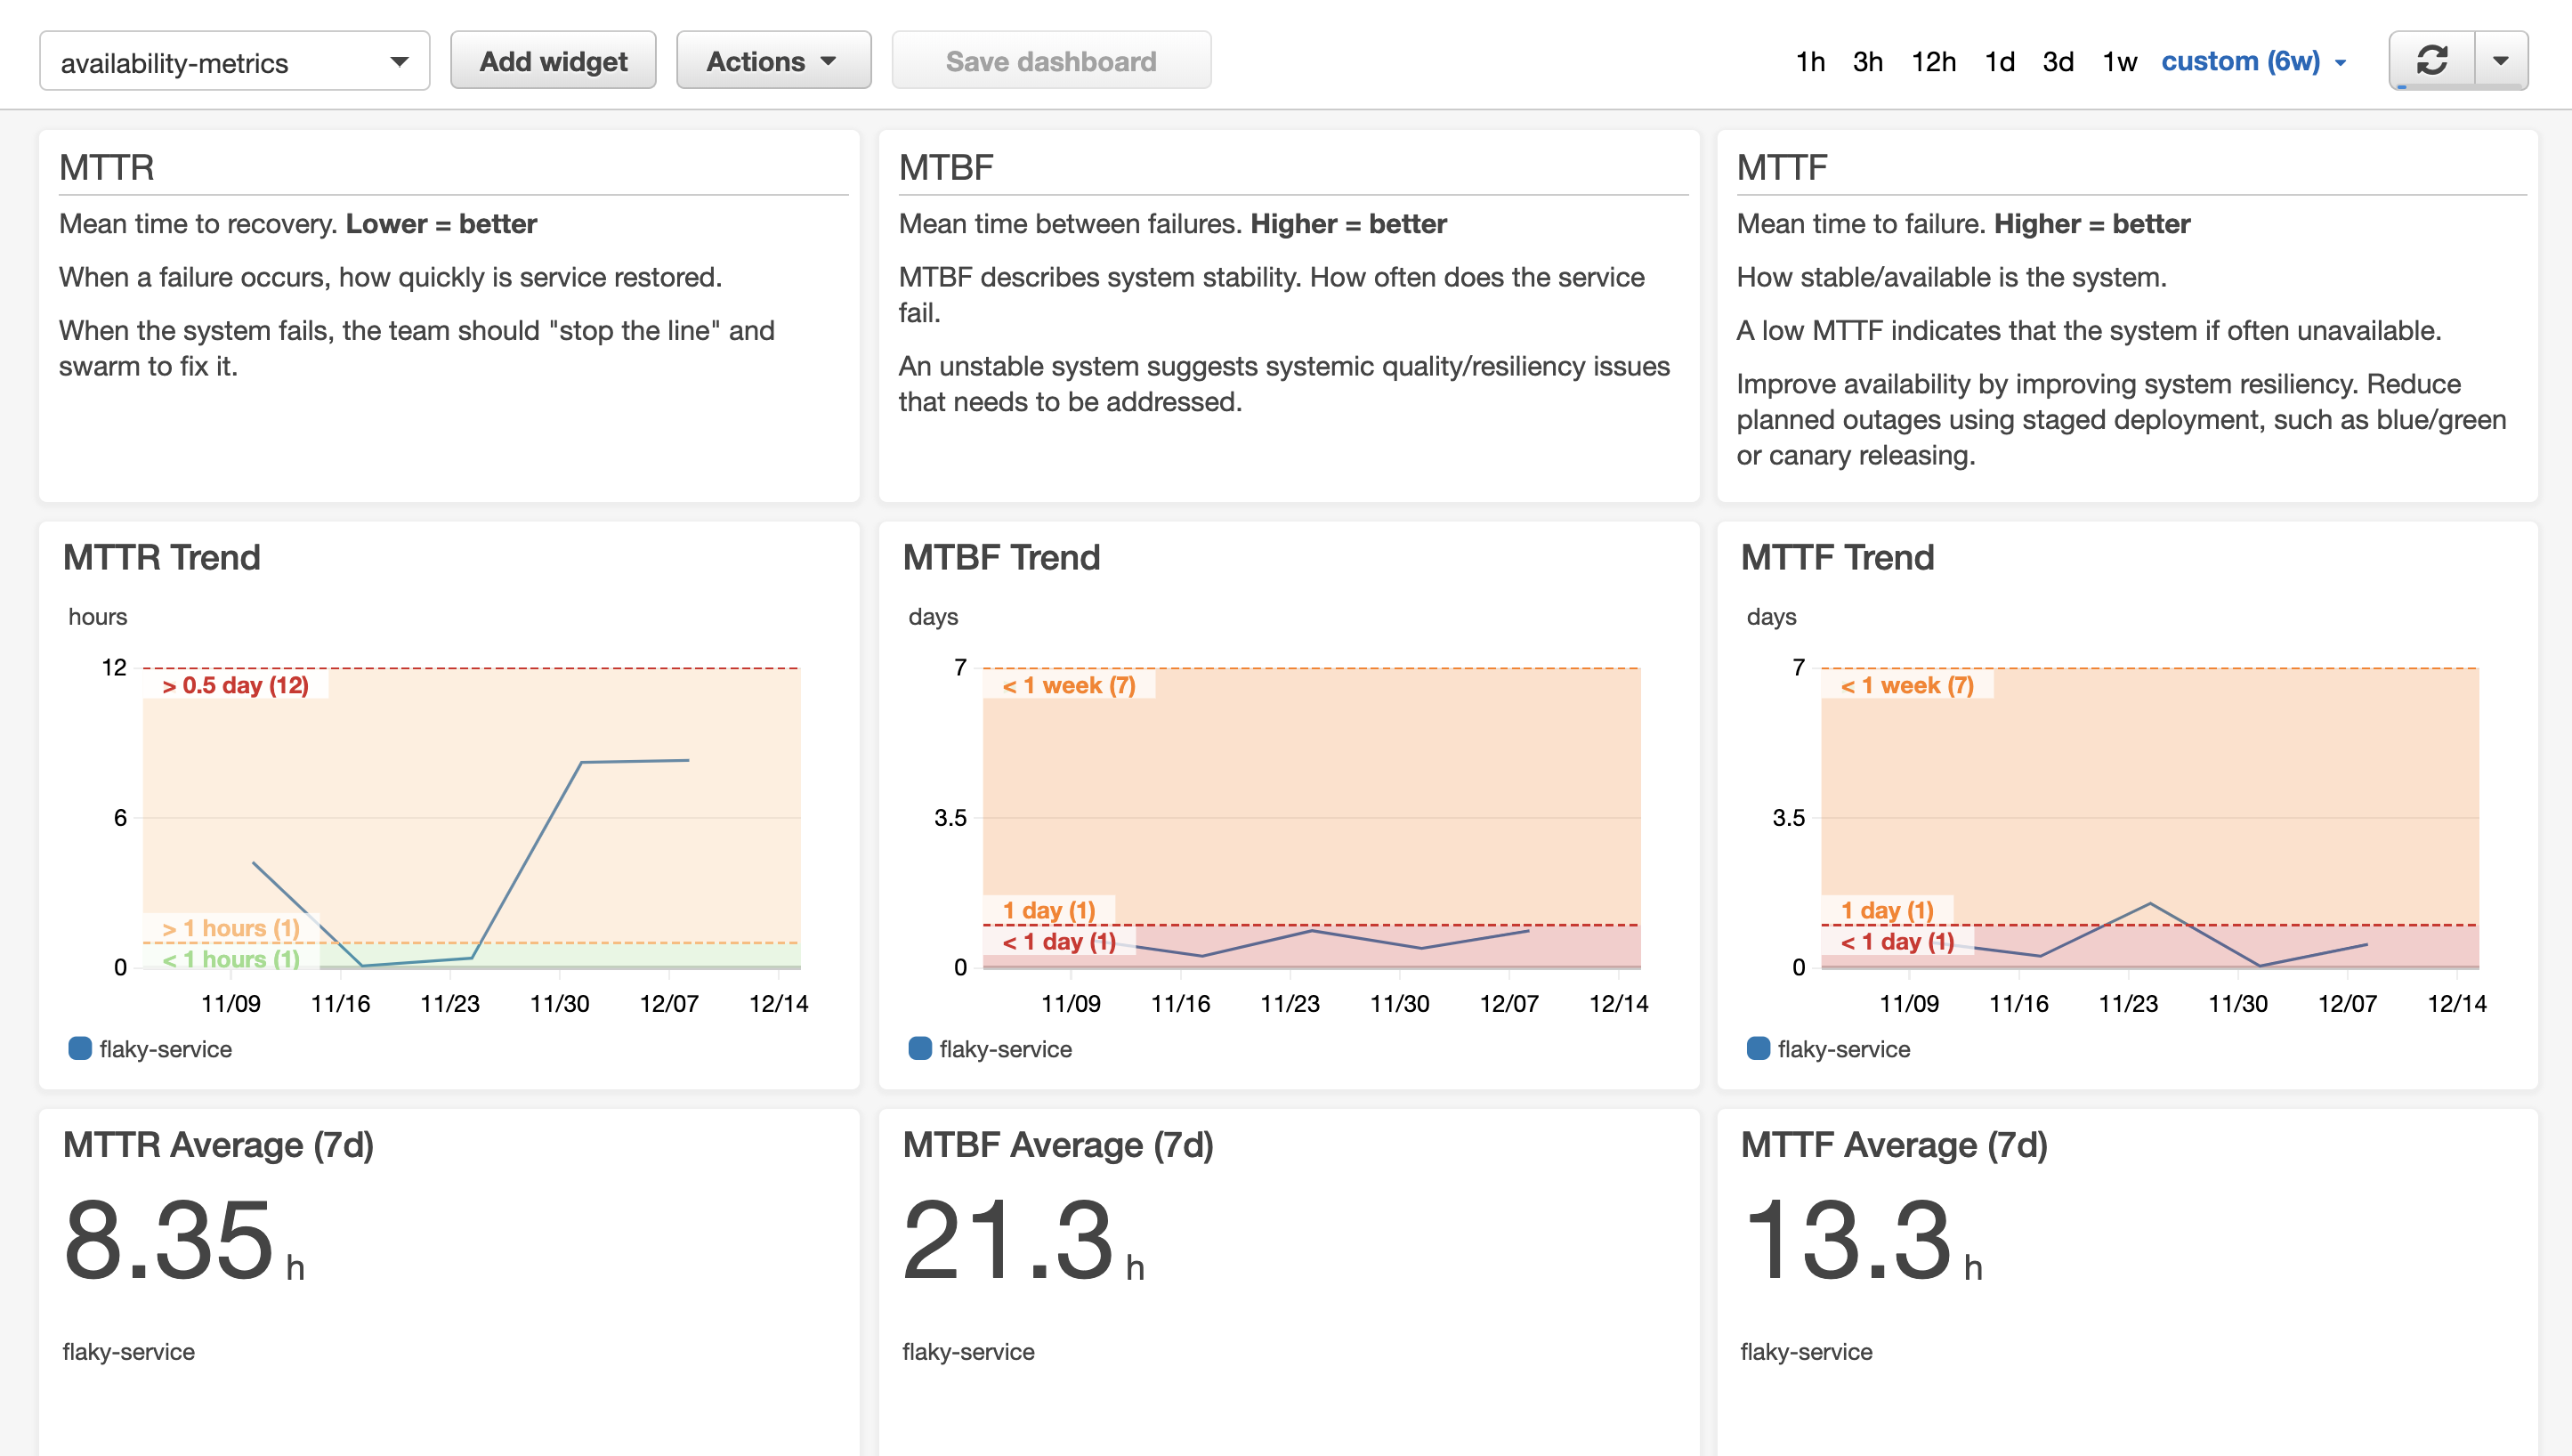 availability-metrics
Add widget
Actions
Save dashboard
1h 3h 12h 1d 3d 1w custom (6w)
MTTR
Mean time to recovery. Lower = better
When a failure occurs, how quickly is service restored.
When the system fails, the team should "stop the line" and
swarm to fix it.
MTBF
Mean time between failures. Higher = better
MTBF describes system stability. How often does the service
fail.
An unstable system suggests systemic quality/resiliency issues
that needs to be addressed.
MTTF
Mean time to failure. Higher = better
How stable/available is the system.
A low MTTF indicates that the system if often unavailable.
Improve availability by improving system resiliency. Reduce
planned outages using staged deployment, such as blue/green
or canary releasing.
MTTR Trend
hours
12
> 0.5 day (12)
6
> 1 hours (1)
< 1 hours (1)
0
11/09 11/16 11/23 11/30 12/07 12/14
flaky-service
MTBF Trend
days
7
< 1 week (7)
3.5
1 day (1)
< 1 day (1)
0
11/09 11/16 11/23 11/30 12/07 12/14
flaky-service
MTTF Trend
days
7
< 1 week (7)
3.5
1 day (1)
< 1 day (1)
0
11/09 11/16 11/23 11/30 12/07 12/14
flaky-service
MTTR Average (7d)
8.35 h
flaky-service
MTBF Average (7d)
21.3 h
flaky-service
MTTF Average (7d)
13.3 h
flaky-service